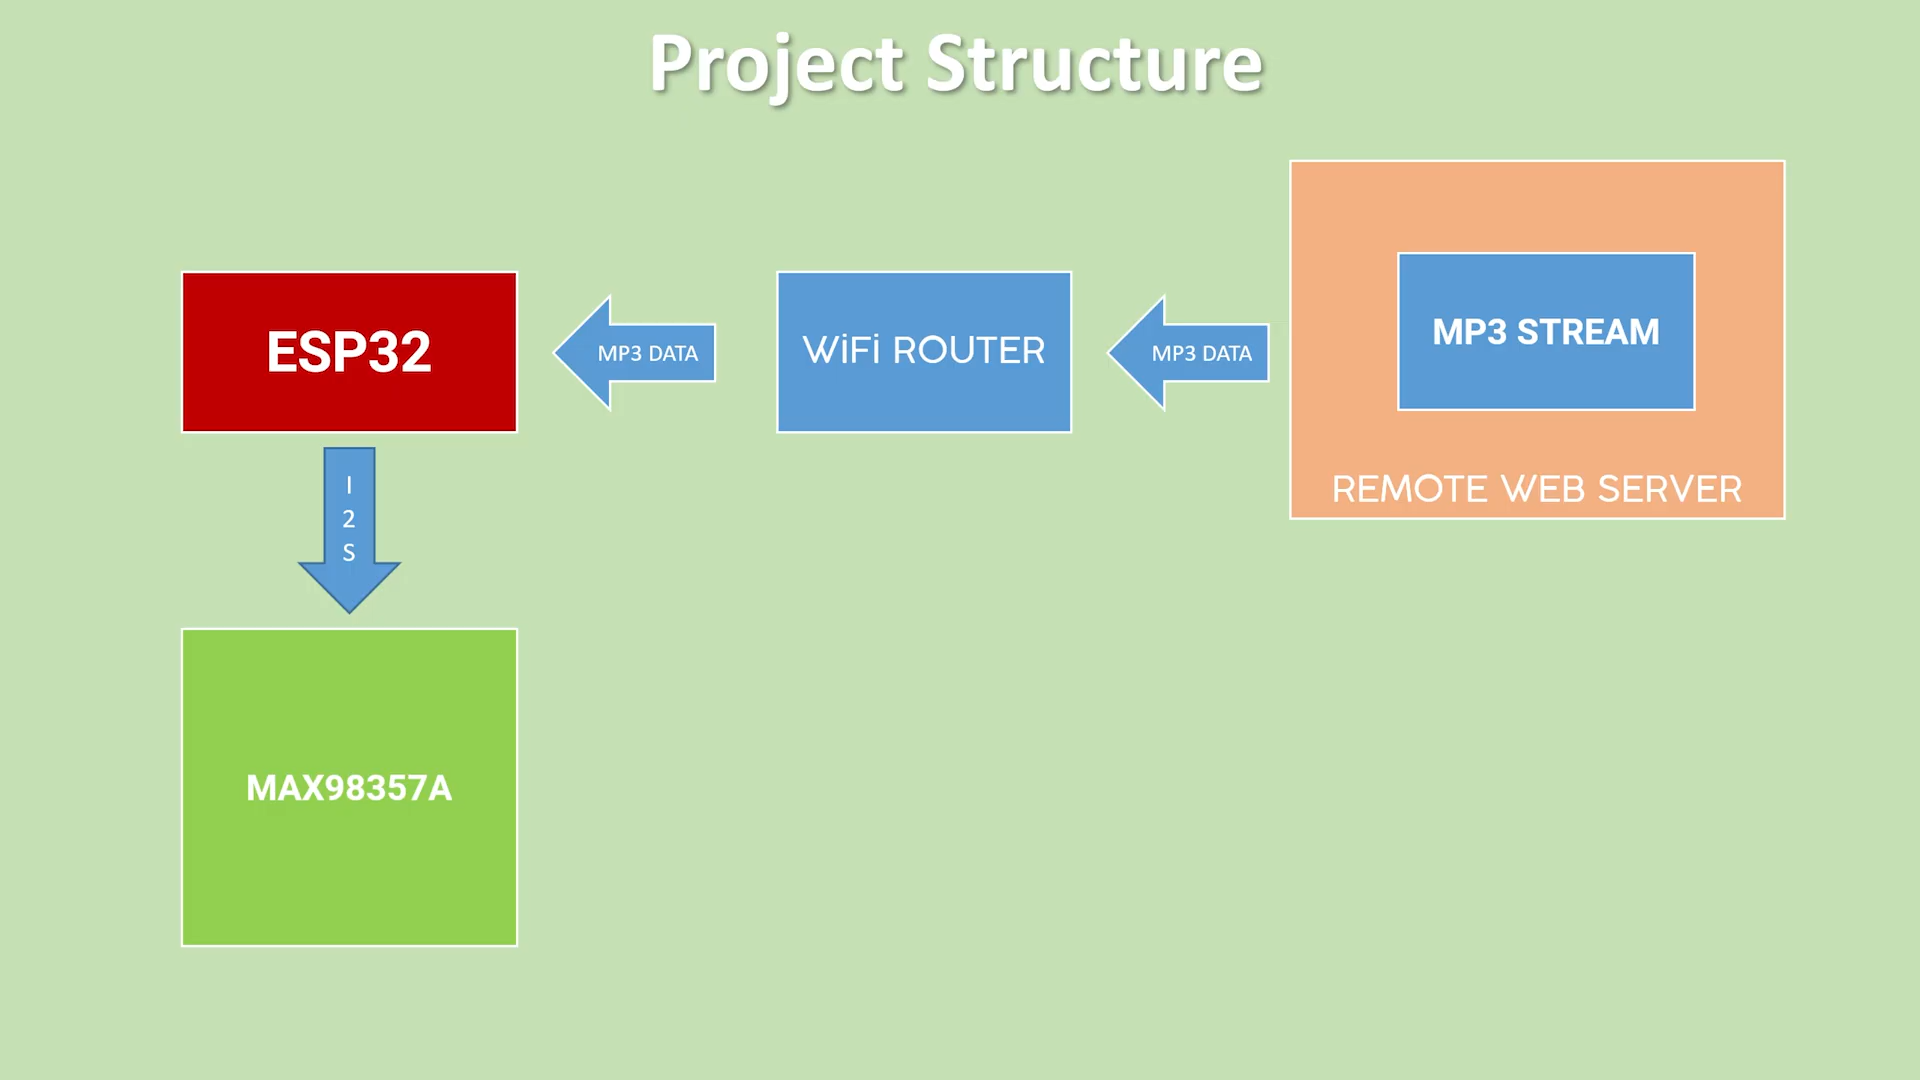 Project Structure
ESP32
MP3 DATA
WiFi ROUTER
MP3 DATA
MP3 STREAM
REMOTE WEB SERVER
I
2
S
MAX98357A